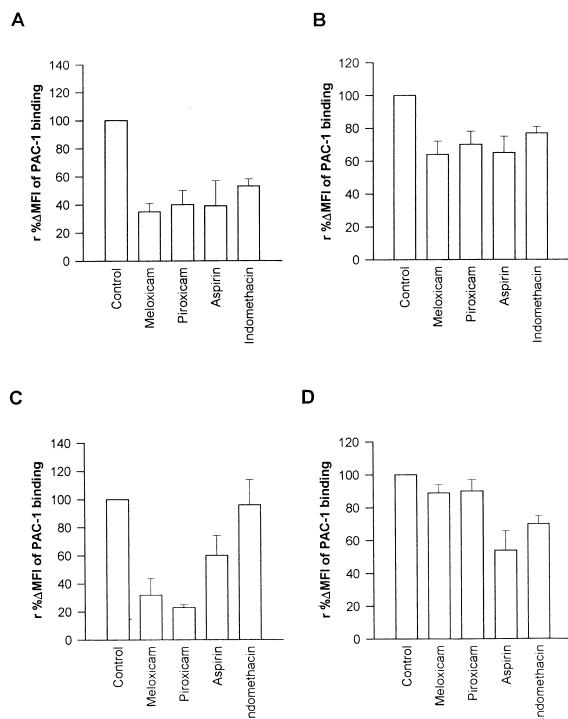 A
r %ΔMFI of PAC-1 binding
140
120
100
80
60
40
20
0
Control
Meloxicam
Piroxicam
Aspirin
Indomethacin
B
r %ΔMFI of PAC-1 binding
120
100
80
60
40
20
0
Control
Meloxicam
Piroxicam
Aspirin
Indomethacin
C
r %ΔMFI of PAC-1 binding
140
120
100
80
60
40
20
0
Control
Meloxicam
Piroxicam
Aspirin
Indomethacin
D
r %ΔMFI of PAC-1 binding
120
100
80
60
40
20
0
Control
Meloxicam
Piroxicam
Aspirin
Indomethacin